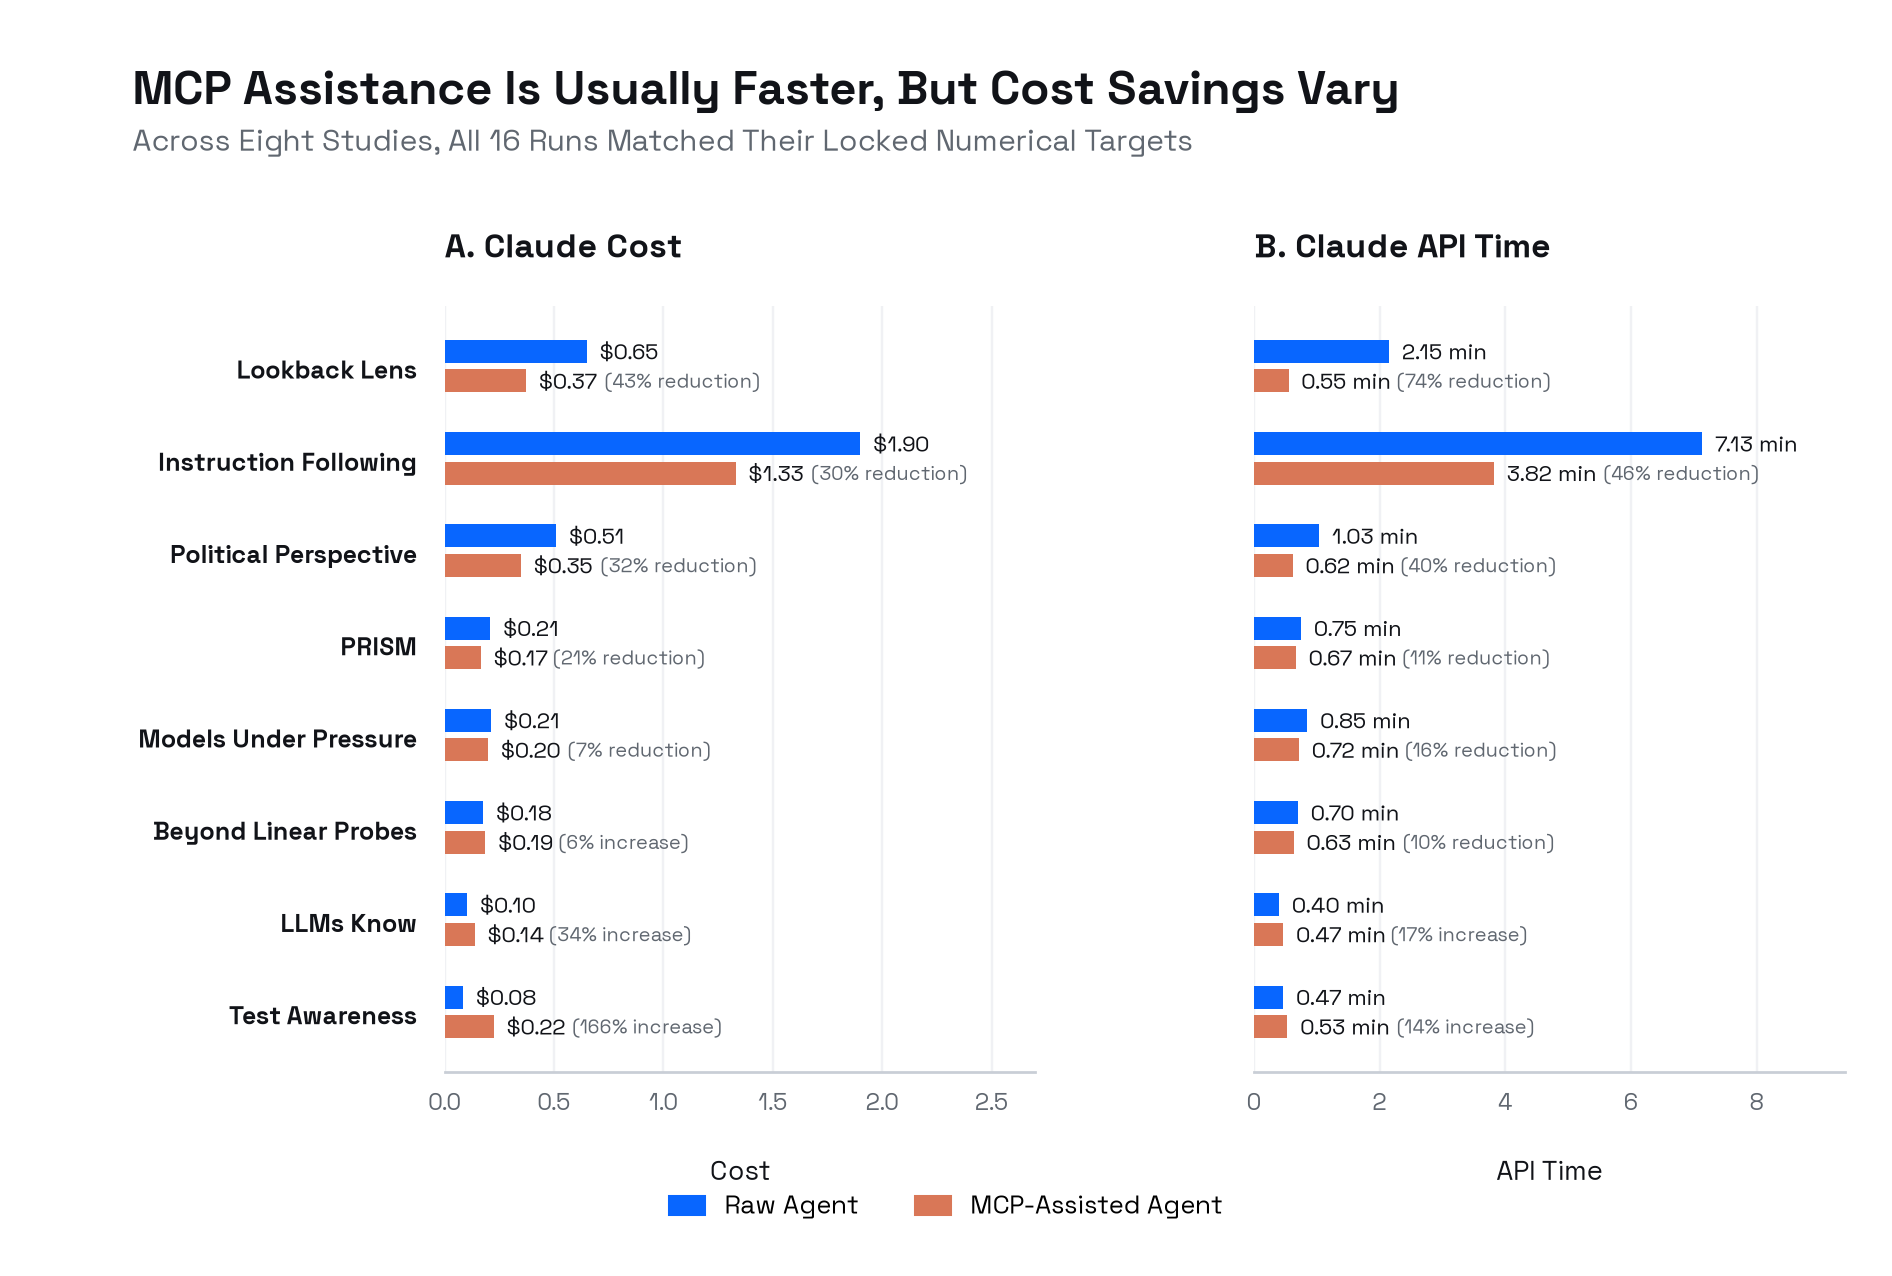 MCP Assistance Is Usually Faster, But Cost Savings Vary
Across Eight Studies, All 16 Runs Matched Their Locked Numerical Targets
A. Claude Cost
B. Claude API Time
Lookback Lens
$0.65
$0.37 (43% reduction)
2.15 min
0.55 min (74% reduction)
Instruction Following
$1.90
$1.33 (30% reduction)
7.13 min
3.82 min (46% reduction)
Political Perspective
$0.51
$0.35 (32% reduction)
1.03 min
0.62 min (40% reduction)
PRISM
$0.21
$0.17 (21% reduction)
0.75 min
0.67 min (11% reduction)
Models Under Pressure
$0.21
$0.20 (7% reduction)
0.85 min
0.72 min (16% reduction)
Beyond Linear Probes
$0.18
$0.19 (6% increase)
0.70 min
0.63 min (10% reduction)
LLMs Know
$0.10
$0.14 (34% increase)
0.40 min
0.47 min (17% increase)
Test Awareness
$0.08
$0.22 (166% increase)
0.47 min
0.53 min (14% increase)
0.0 0.5 1.0 1.5 2.0 2.5
0 2 4 6 8
Cost
API Time
Raw Agent
MCP-Assisted Agent